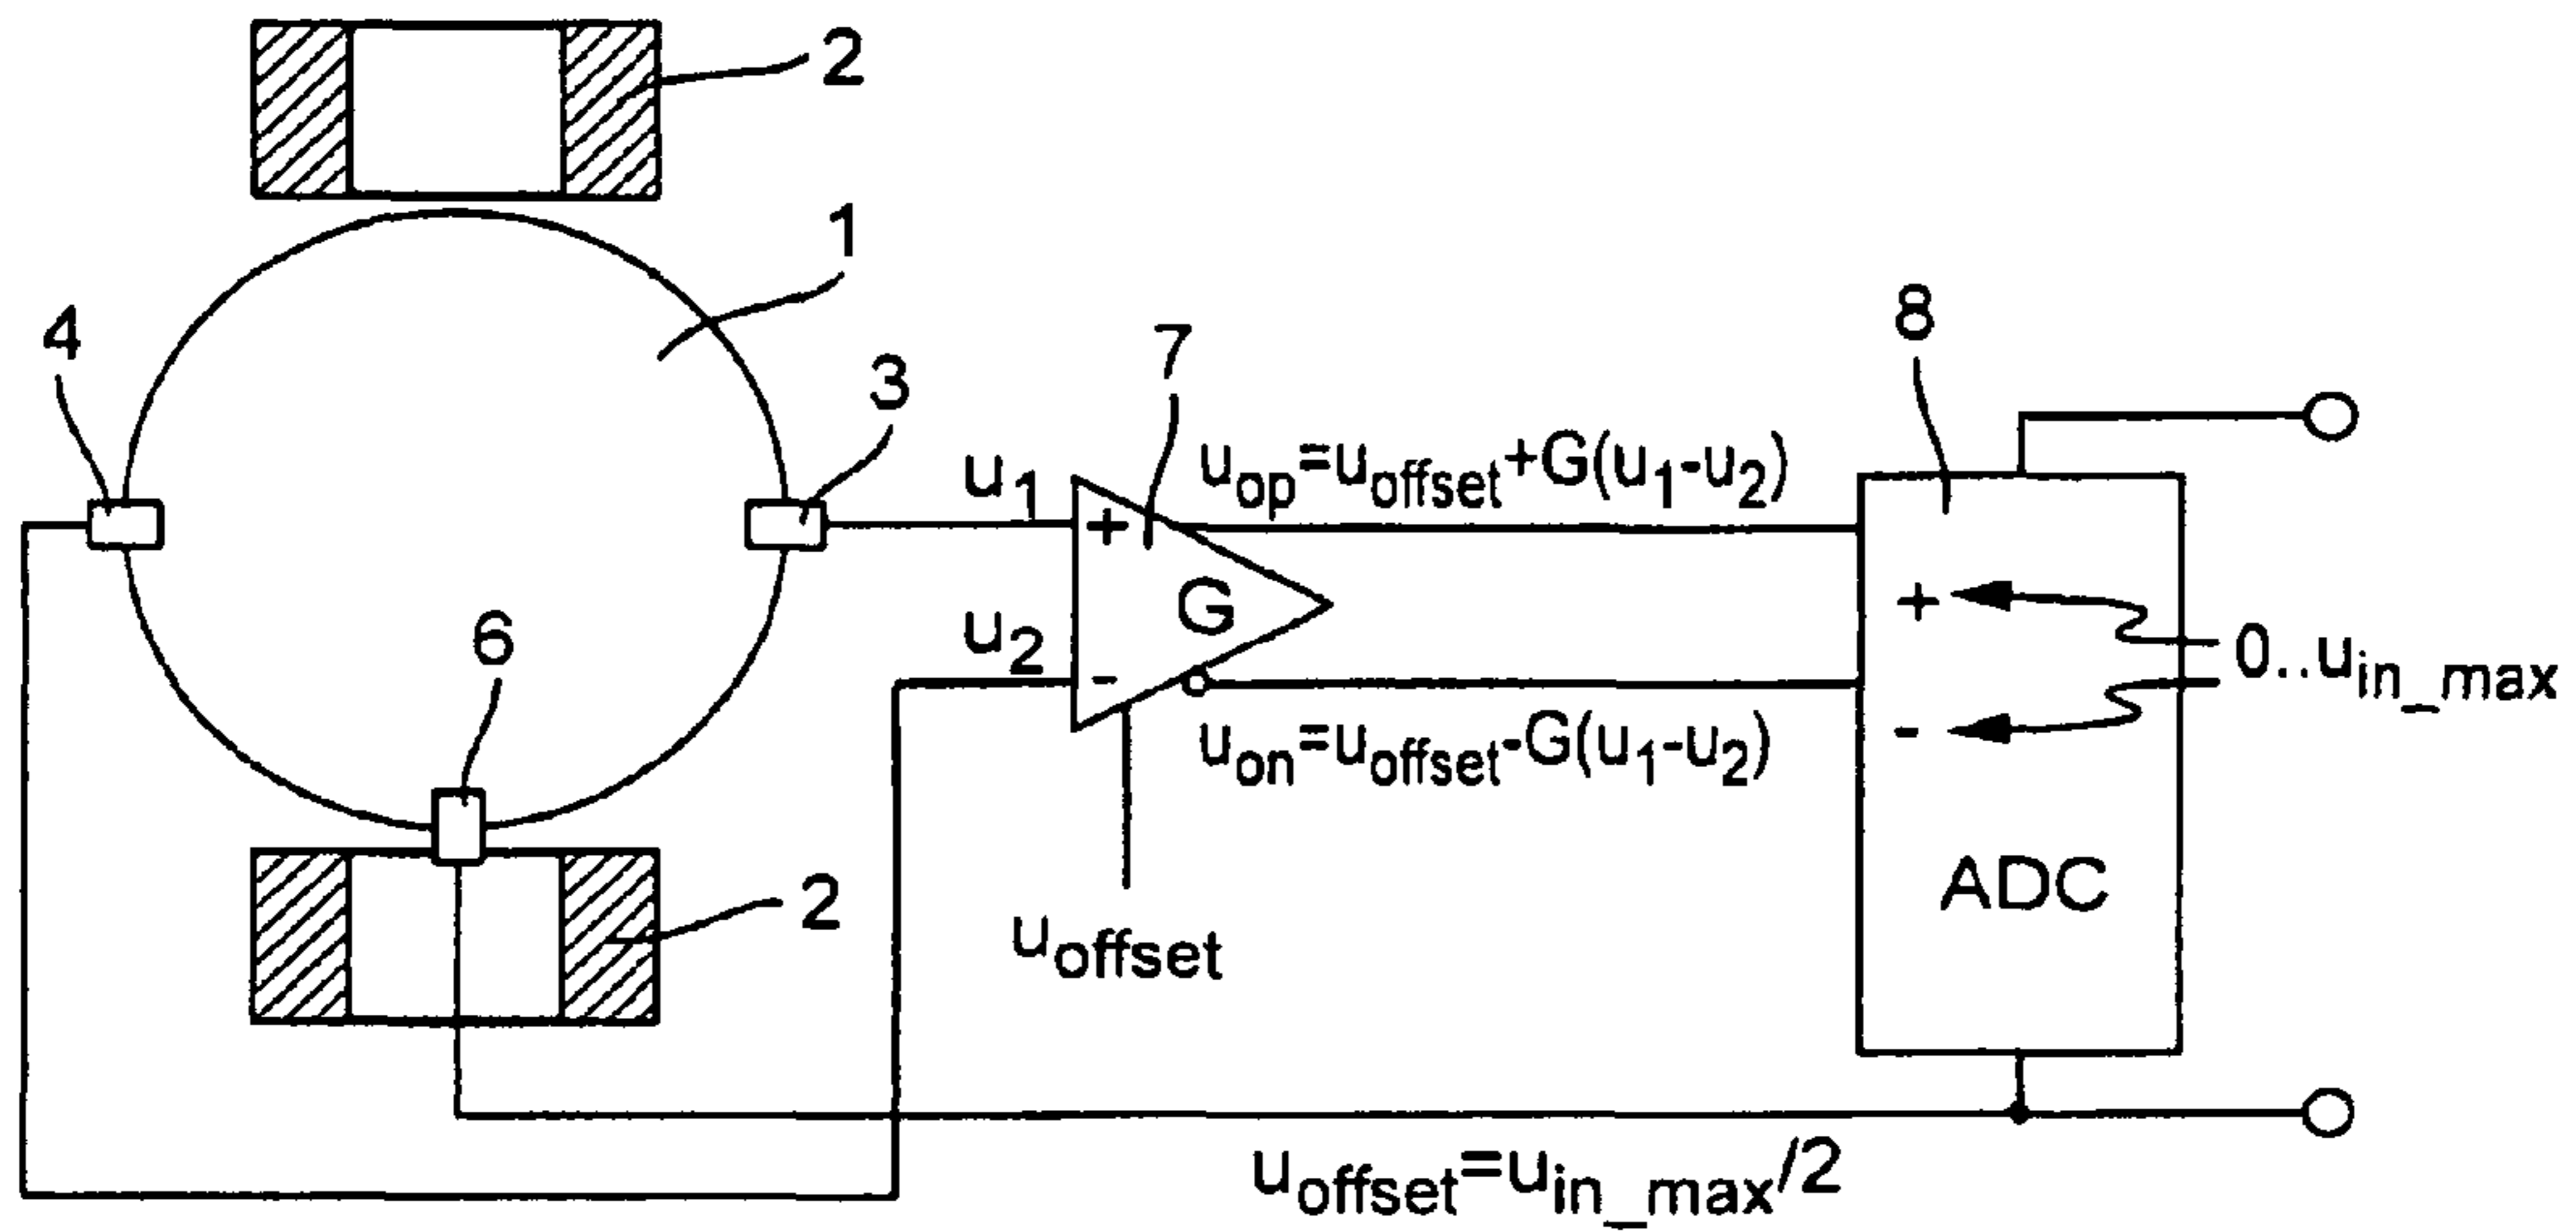 2
1
4
3
7
8
u1
uop=uoffset+G(u1-u2)
+
G
+
0..uin_max
6
u2
-
-
uon=uoffset-G(u1-u2)
ADC
2
uoffset
uoffset=uin_max/2